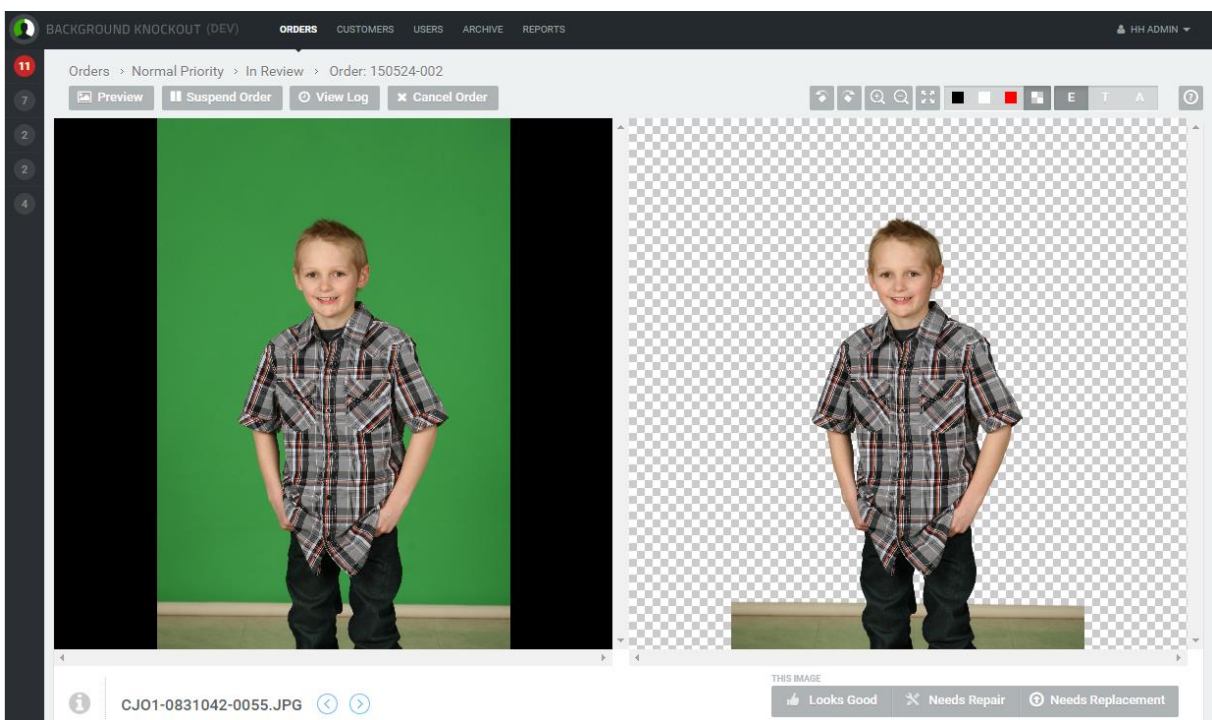 BACKGROUND KNOCKOUT (DEV) ORDERS CUSTOMERS USERS ARCHIVE REPORTS HH ADMIN
11
Orders > Normal Priority > In Review > Order: 150524-002
7
Preview Suspend Order View Log Cancel Order E T A ?
2
2
4
THIS IMAGE
CJO1-0831042-0055.JPG
Looks Good Needs Repair Needs Replacement